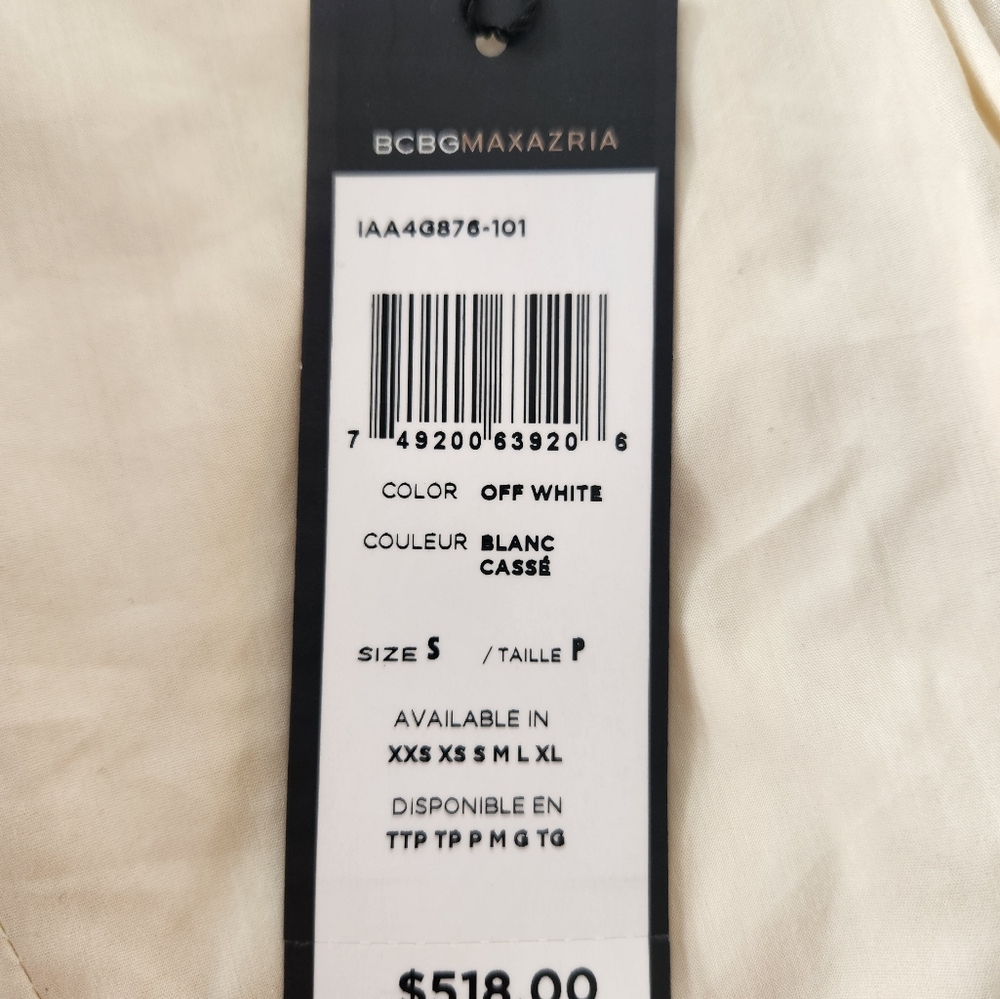 BCBGMAXAZRIA
IAA4G876-101
7 49200 63920 6
COLOR OFF WHITE
COULEUR BLANC
CASSÉ
SIZE S / TAILLE P
AVAILABLE IN
XXS XS S M L XL
DISPONIBLE EN
TTP TP P M G TG
$518.00